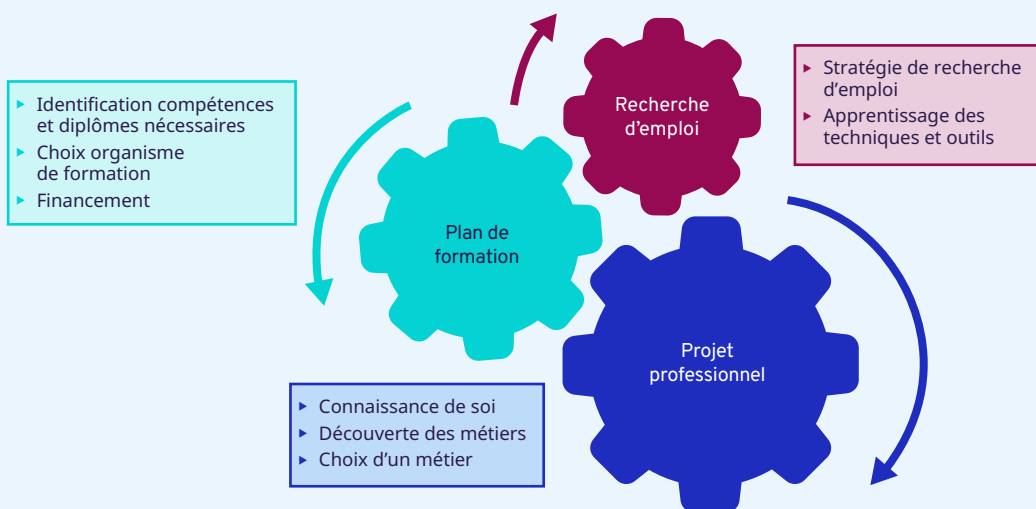 Identification compétences
et diplômes nécessaires
Choix organisme
de formation
Financement
Recherche
d'emploi
Stratégie de recherche
d'emploi
Apprentissage des
techniques et outils
Plan de
formation
Projet
professionnel
Connaissance de soi
Découverte des métiers
Choix d'un métier